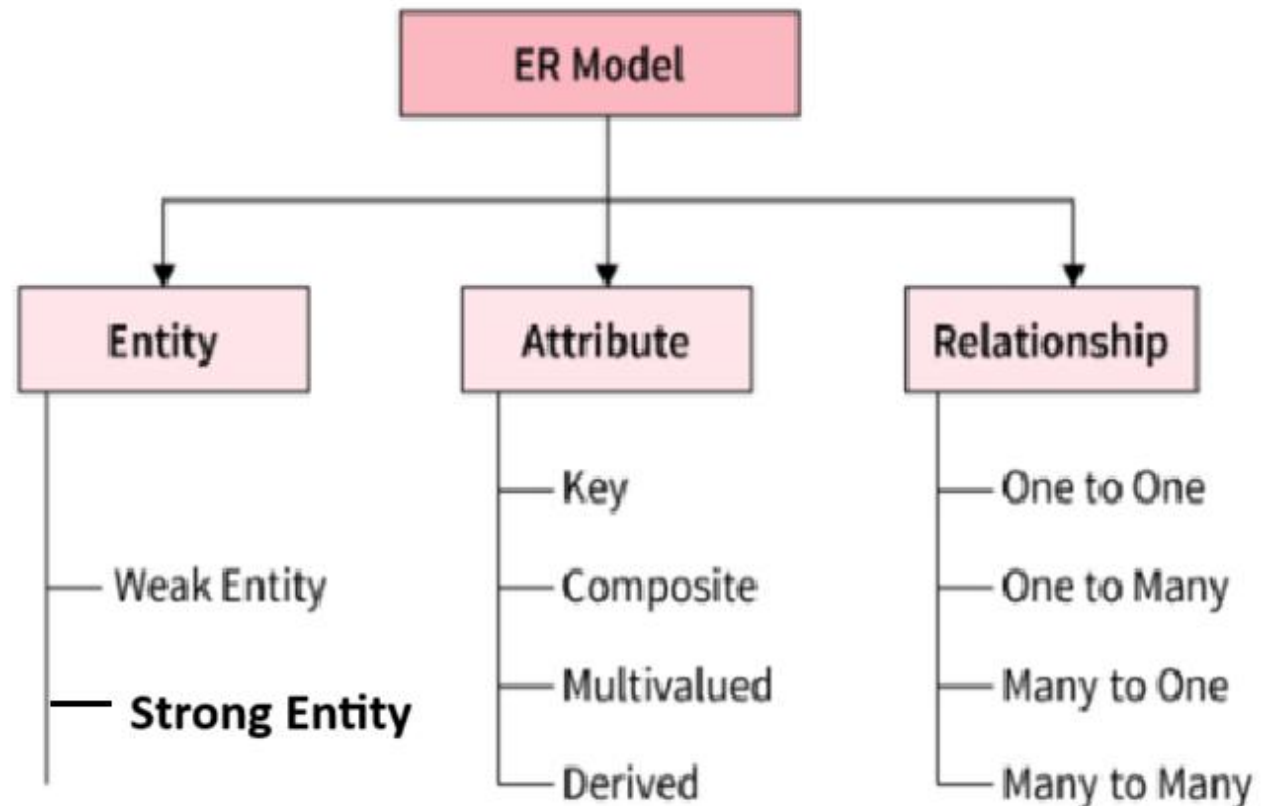 ER Model
Entity
Attribute
Relationship
Weak Entity
Strong Entity
Key
Composite
Multivalued
Derived
One to One
One to Many
Many to One
Many to Many